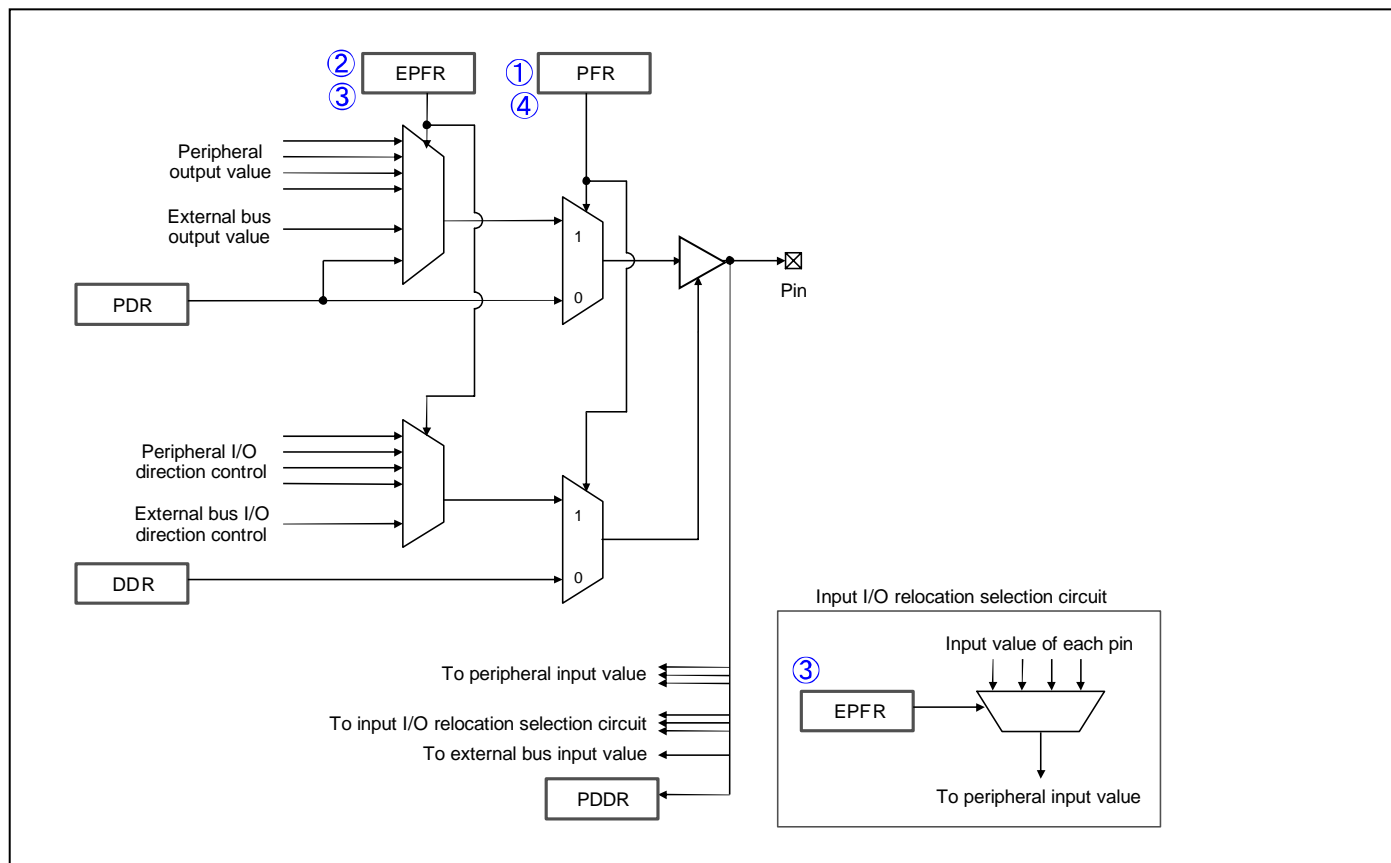 ② EPFR
③
① PFR
④
Peripheral
output value
External bus
output value
1
0
PDR
Pin
Peripheral I/O
direction control
External bus I/O
direction control
1
0
DDR
To peripheral input value
To input I/O relocation selection circuit
To external bus input value
PDDR
Input I/O relocation selection circuit
Input value of each pin
③
EPFR
To peripheral input value